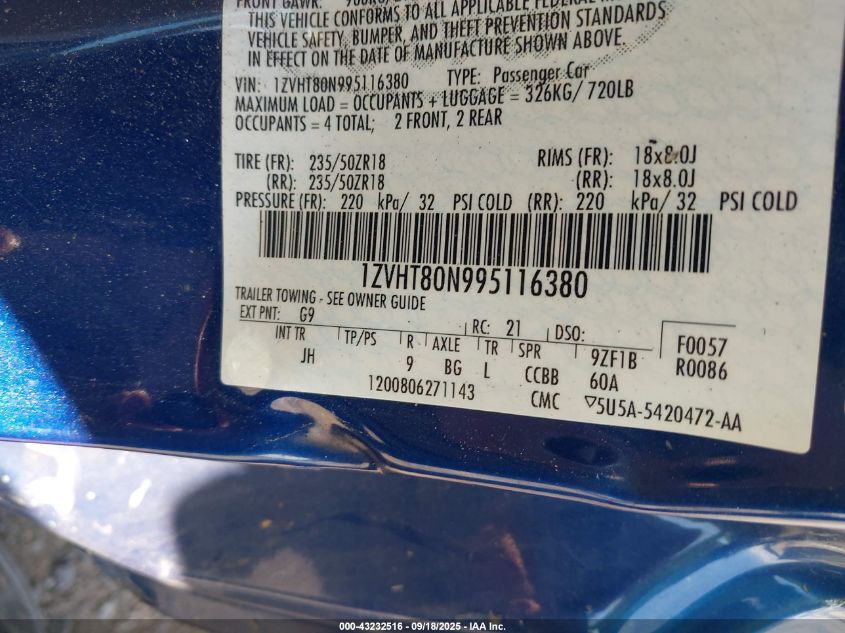 FRONT GAWR:
THIS VEHICLE CONFORMS TO ALL APPLICABLE FEDERAL
VEHICLE SAFETY, BUMPER, AND THEFT PREVENTION STANDARDS
IN EFFECT ON THE DATE OF MANUFACTURE SHOWN ABOVE.
VIN: 1ZVHT80N995116380 TYPE: Passenger Car
MAXIMUM LOAD = OCCUPANTS + LUGGAGE = 326KG/ 720LB
OCCUPANTS = 4 TOTAL; 2 FRONT, 2 REAR
TIRE (FR): 235/50ZR18 RIMS (FR): 18x8.0J
(RR): 235/50ZR18 (RR): 18x8.0J
PRESSURE (FR): 220 kPa/ 32 PSI COLD (RR): 220 kPa/ 32 PSI COLD
1ZVHT80N995116380
TRAILER TOWING - SEE OWNER GUIDE
EXT PNT: G9 RC: 21 DSO: F0057
INT TR TP/PS R AXLE TR SPR 9ZF1B R0086
JH 9 BG L CCBB 60A
1200806271143 CMC ▽5U5A-5420472-AA
000-43232516 - 09/18/2025 - IAA Inc.